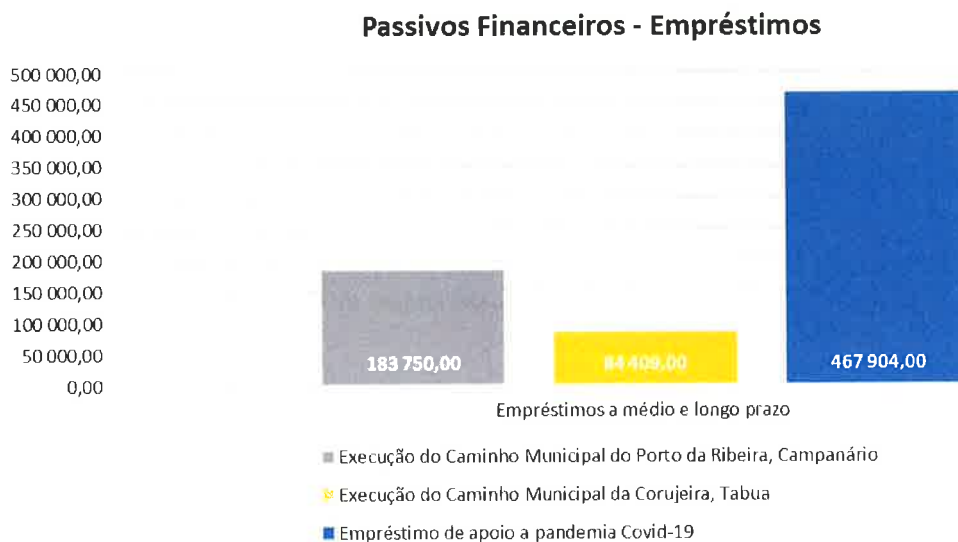 Passivos Financeiros - Empréstimos
500 000,00
450 000,00
400 000,00
350 000,00
300 000,00
250 000,00
200 000,00
150 000,00
100 000,00
50 000,00
0,00
183 750,00
84 409,00
467 904,00
Empréstimos a médio e longo prazo
Execução do Caminho Municipal do Porto da Ribeira, Campanário
Execução do Caminho Municipal da Corujeira, Tabua
Empréstimo de apoio a pandemia Covid-19